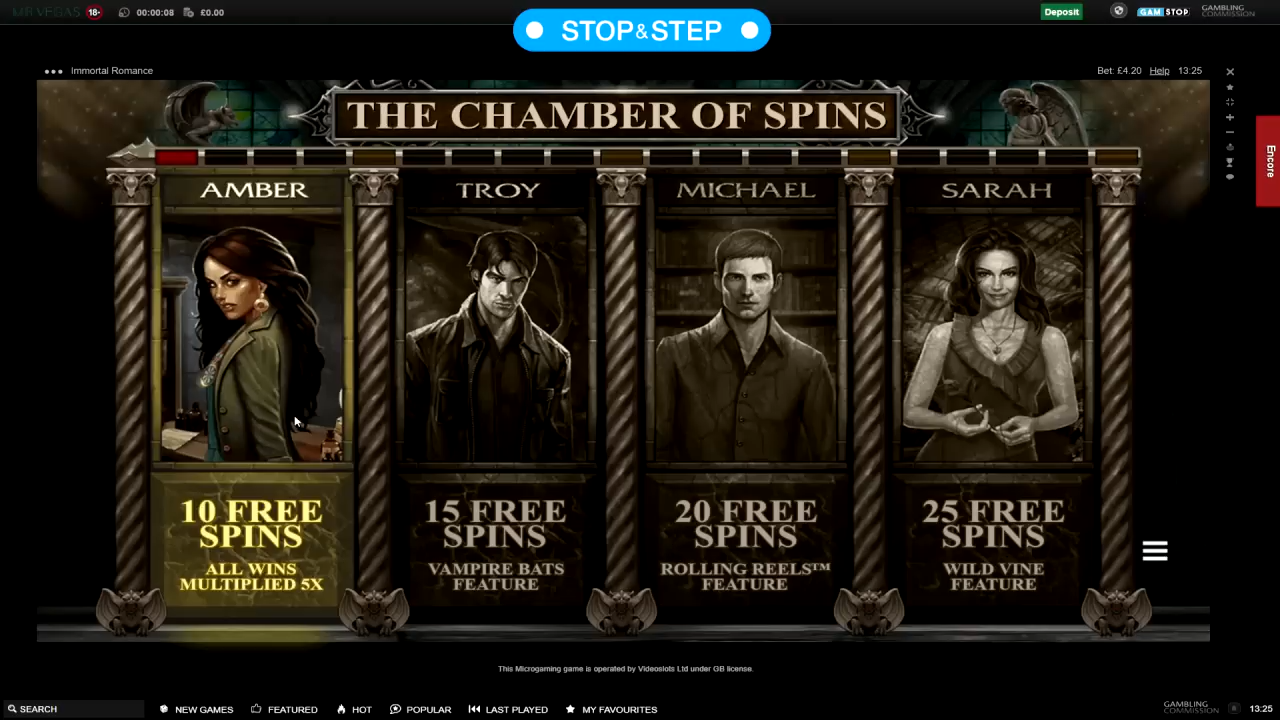 MR VEGAS 18+ 00:00:08 £0.00
STOP&STEP
Deposit
GAMSTOP
GAMBLING
COMMISSION
Immortal Romance
Bet: £4.20 Help 13:25
THE CHAMBER OF SPINS
Encore
AMBER
TROY
MICHAEL
SARAH
10 FREE
SPINS
ALL WINS
MULTIPLIED 5X
15 FREE
SPINS
VAMPIRE BATS
FEATURE
20 FREE
SPINS
ROLLING REELS™
FEATURE
25 FREE
SPINS
WILD VINE
FEATURE
This Microgaming game is operated by Videoslots Ltd under GB license.
SEARCH NEW GAMES FEATURED HOT POPULAR LAST PLAYED MY FAVOURITES
GAMBLING
COMMISSION
13:25